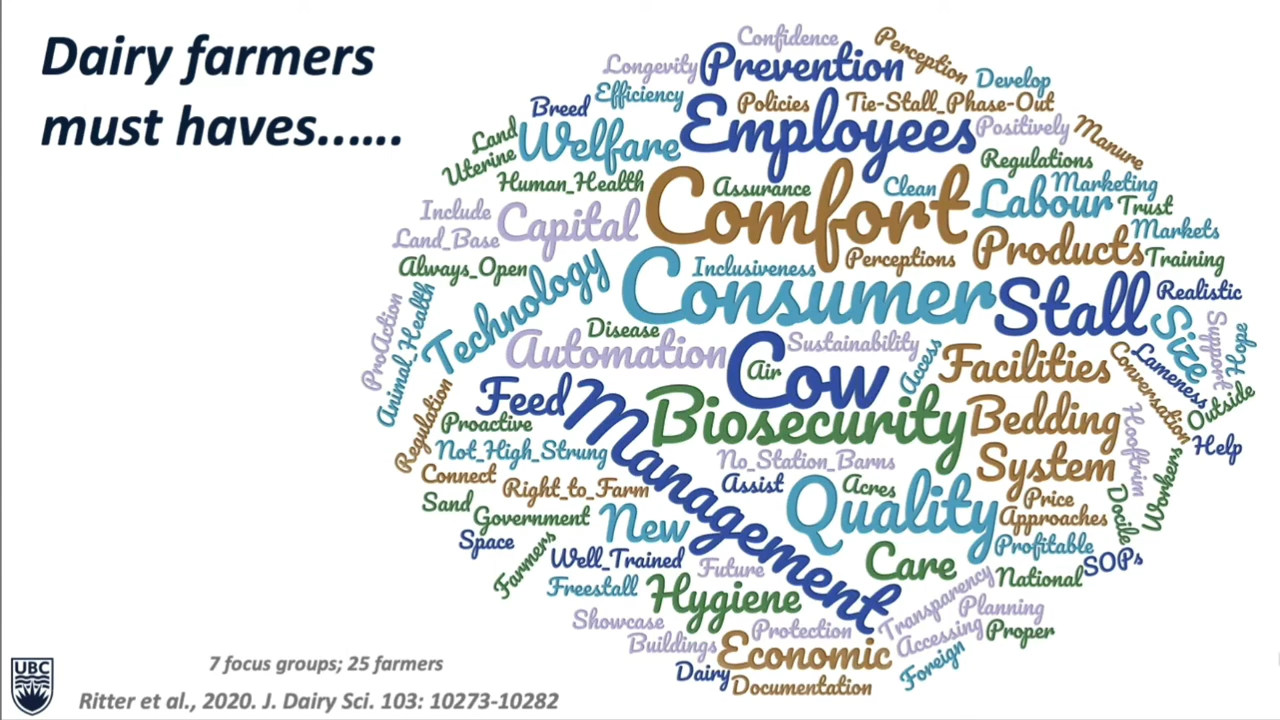 Dairy farmers
must haves......
Confidence
Perception
Longevity
Prevention
Develop
Efficiency
Breed
Policies
Tie-Stall_Phase-Out
Employees
Positively
Manure
Land
Welfare
Uterine
Regulations
Human_Health
Assurance
Clean
Marketing
Comfort
Labour
Trust
Include
Capital
Markets
Land_Base
Products
Perceptions
Training
Always_Open
Technology
Inclusiveness
Consumer
Stall
Realistic
ProAction
Animal_Health
Disease
Size
Support
Hope
Automation
Sustainability
Cow
Air
Access
Facilities
Conversation
Lameness
Outside
Feed
Management
Biosecurity
Bedding
Regulation
Proactive
Hooftrim
Help
Not_High_Strung
No_Station_Barns
System
Connect
Right_to_Farm
Assist
Acres
Workers
Sand
Quality
Price
Docile
Government
New
Approaches
Space
Farmers
Well_Trained
Profitable
Future
Care
SOPs
Freestall
Hygiene
Transparency
National
Showcase
Planning
Protection
Accessing
Proper
Buildings
Economic
Foreign
Dairy
Documentation
7 focus groups; 25 farmers
UBC
Ritter et al., 2020. J. Dairy Sci. 103: 10273-10282